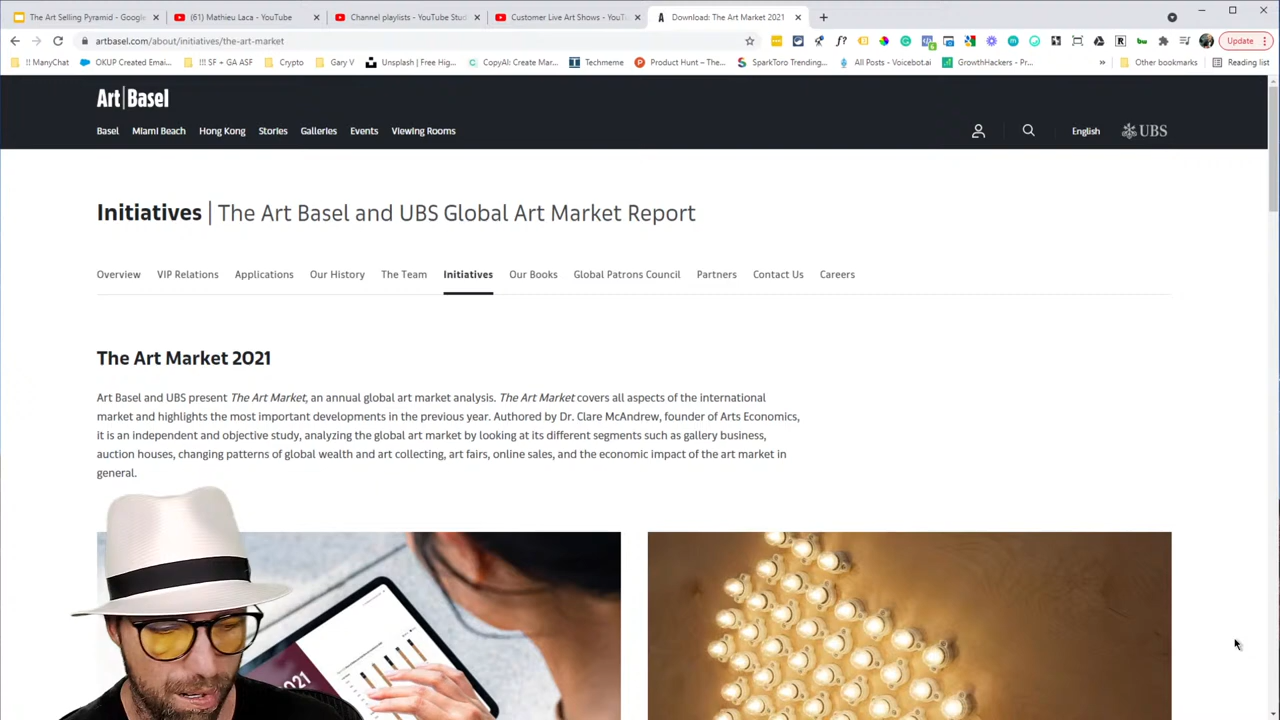 The Art Selling Pyramid - Google
(61) Mathieu Laca - YouTube
Channel playlists - YouTube Stud
Customer Live Art Shows - YouTu
Download: The Art Market 2021
artbasel.com/about/initiatives/the-art-market
Update
!! ManyChat
OKUP Created Emai...
!!! SF + GA ASF
Crypto
Gary V
Unsplash | Free Hig...
CopyAI: Create Mar...
Techmeme
Product Hunt – The...
SparkToro Trending...
All Posts - Voicebot.ai
GrowthHackers - Pr...
Other bookmarks
Reading list
Art|Basel
Basel Miami Beach Hong Kong Stories Galleries Events Viewing Rooms
English
UBS
Initiatives | The Art Basel and UBS Global Art Market Report
Overview VIP Relations Applications Our History The Team Initiatives Our Books Global Patrons Council Partners Contact Us Careers
The Art Market 2021
Art Basel and UBS present The Art Market, an annual global art market analysis. The Art Market covers all aspects of the international
market and highlights the most important developments in the previous year. Authored by Dr. Clare McAndrew, founder of Arts Economics,
it is an independent and objective study, analyzing the global art market by looking at its different segments such as gallery business,
auction houses, changing patterns of global wealth and art collecting, art fairs, online sales, and the economic impact of the art market in
general.
2021